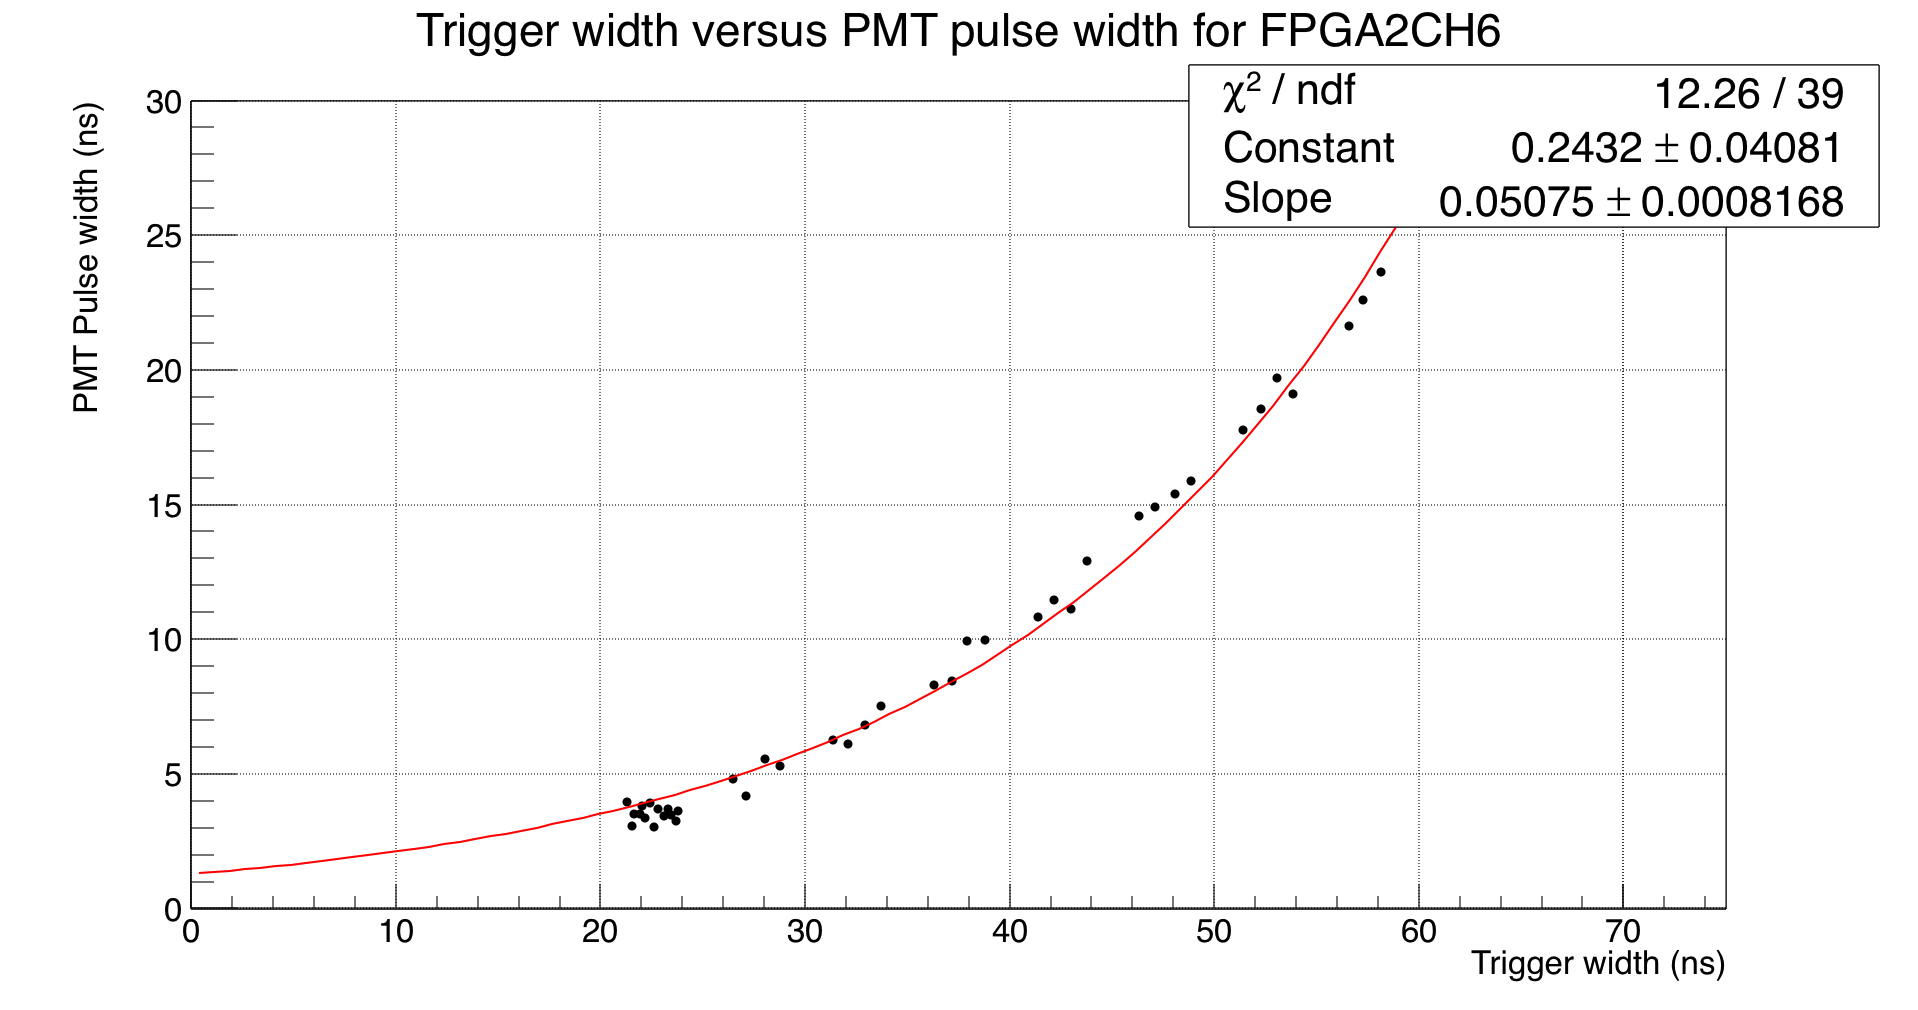 Trigger width versus PMT pulse width for FPGA2CH6
χ² / ndf 12.26 / 39
Constant 0.2432 ± 0.04081
Slope 0.05075 ± 0.0008168
PMT Pulse width (ns)
30
25
20
15
10
5
0
0 10 20 30 40 50 60 70
Trigger width (ns)